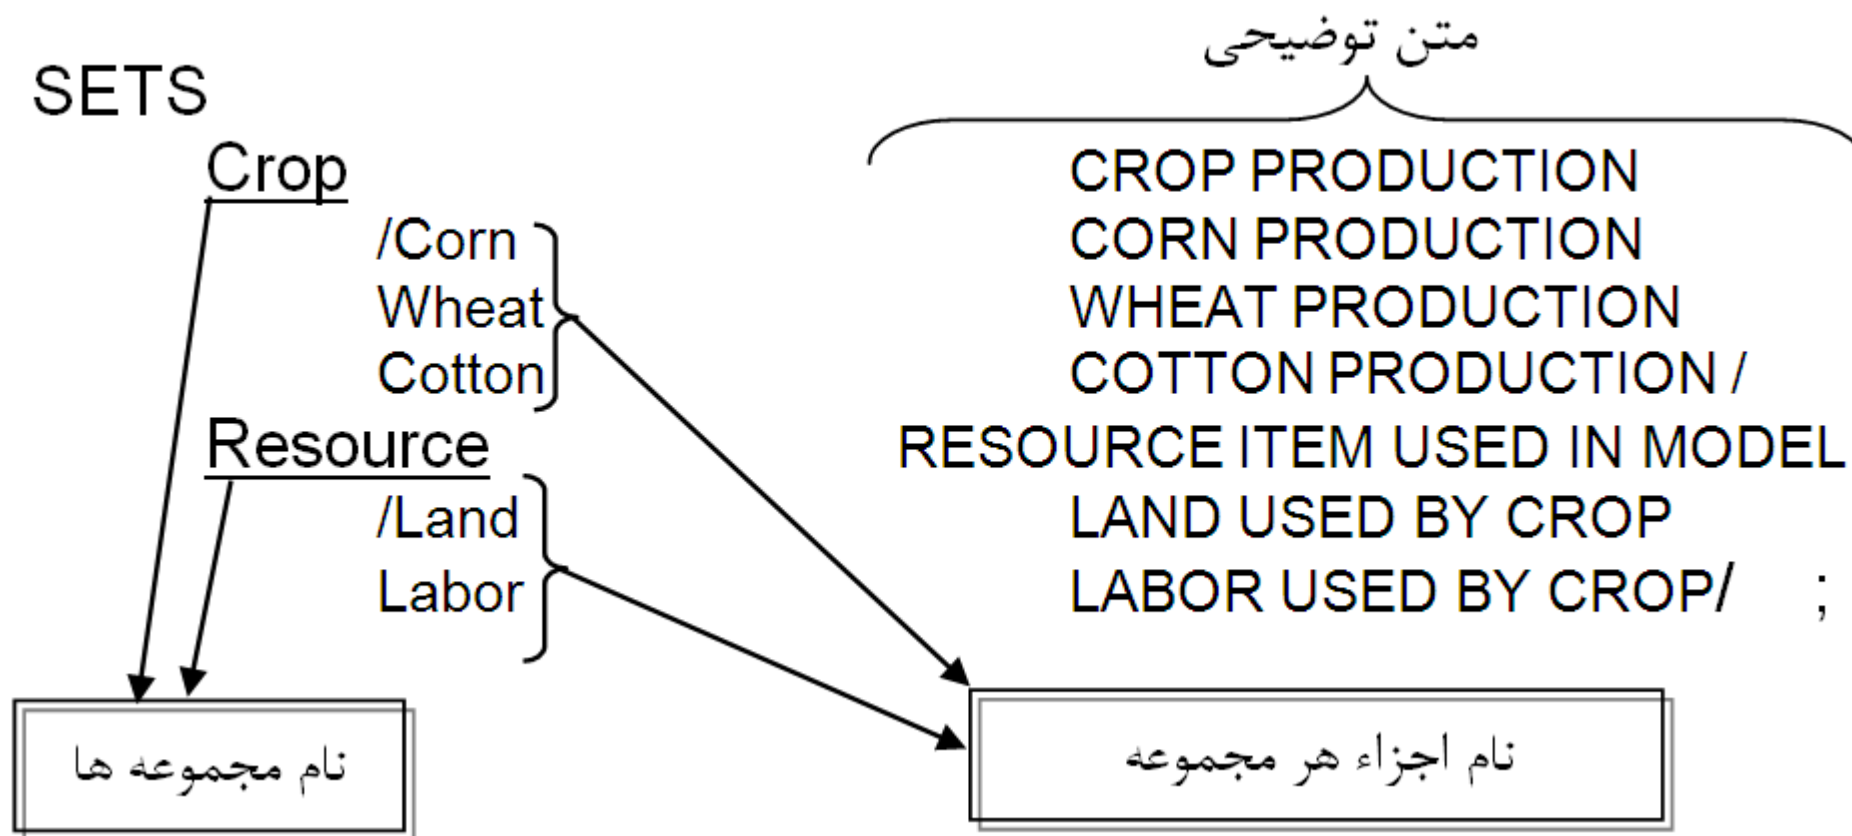 متن توضیحی
SETS
Crop CROP PRODUCTION
/Corn CORN PRODUCTION
Wheat WHEAT PRODUCTION
Cotton COTTON PRODUCTION /
Resource RESOURCE ITEM USED IN MODEL
/Land LAND USED BY CROP
Labor LABOR USED BY CROP/ ;
نام مجموعه ها
نام اجزاء هر مجموعه